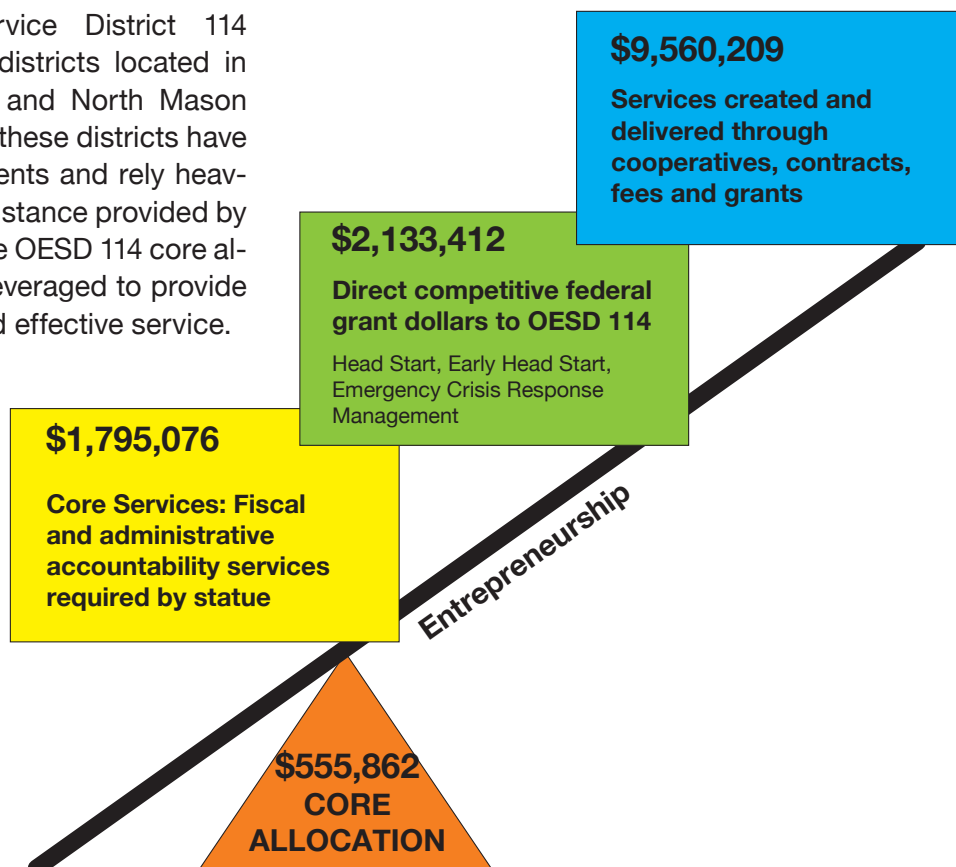 rvice District 114
districts located in
and North Mason
these districts have
ents and rely heav-
istance provided by
e OESD 114 core al-
everaged to provide
d effective service.
$9,560,209
Services created and
delivered through
cooperatives, contracts,
fees and grants
$2,133,412
Direct competitive federal
grant dollars to OESD 114
Head Start, Early Head Start,
Emergency Crisis Response
Management
$1,795,076
Core Services: Fiscal
and administrative
accountability services
required by statue
Entrepreneurship
$555,862
CORE
ALLOCATION